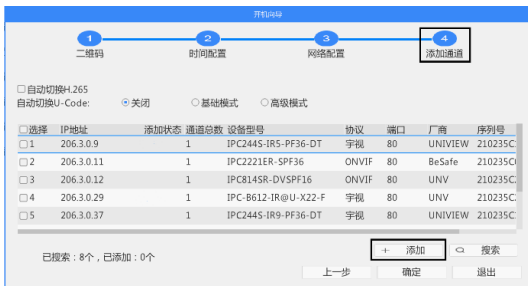 开机向导
1 2 3 4
二维码 时间配置 网络配置 添加通道
自动切换H.265
自动切换U-Code: 关闭 基础模式 高级模式
选择 IP地址 添加状态 通道总数 设备型号 协议 端口 厂商 序列号
1 206.3.0.9 1 IPC244S-IR5-PF36-DT 宇视 80 UNIVIEW 210235C
2 206.3.0.11 1 IPC2221ER-SPF36 ONVIF 80 BeSafe 210235C
3 206.3.0.12 1 IPC814SR-DVSPF16 ONVIF 80 UNV 210235C
4 206.3.0.29 1 IPC-B612-IR@U-X22-F 宇视 80 UNV 210235C
5 206.3.0.37 1 IPC244S-IR9-PF36-DT 宇视 80 UNIVIEW 210235C
已搜索：8个，已添加：0个 + 添加 搜索
上一步 确定 退出